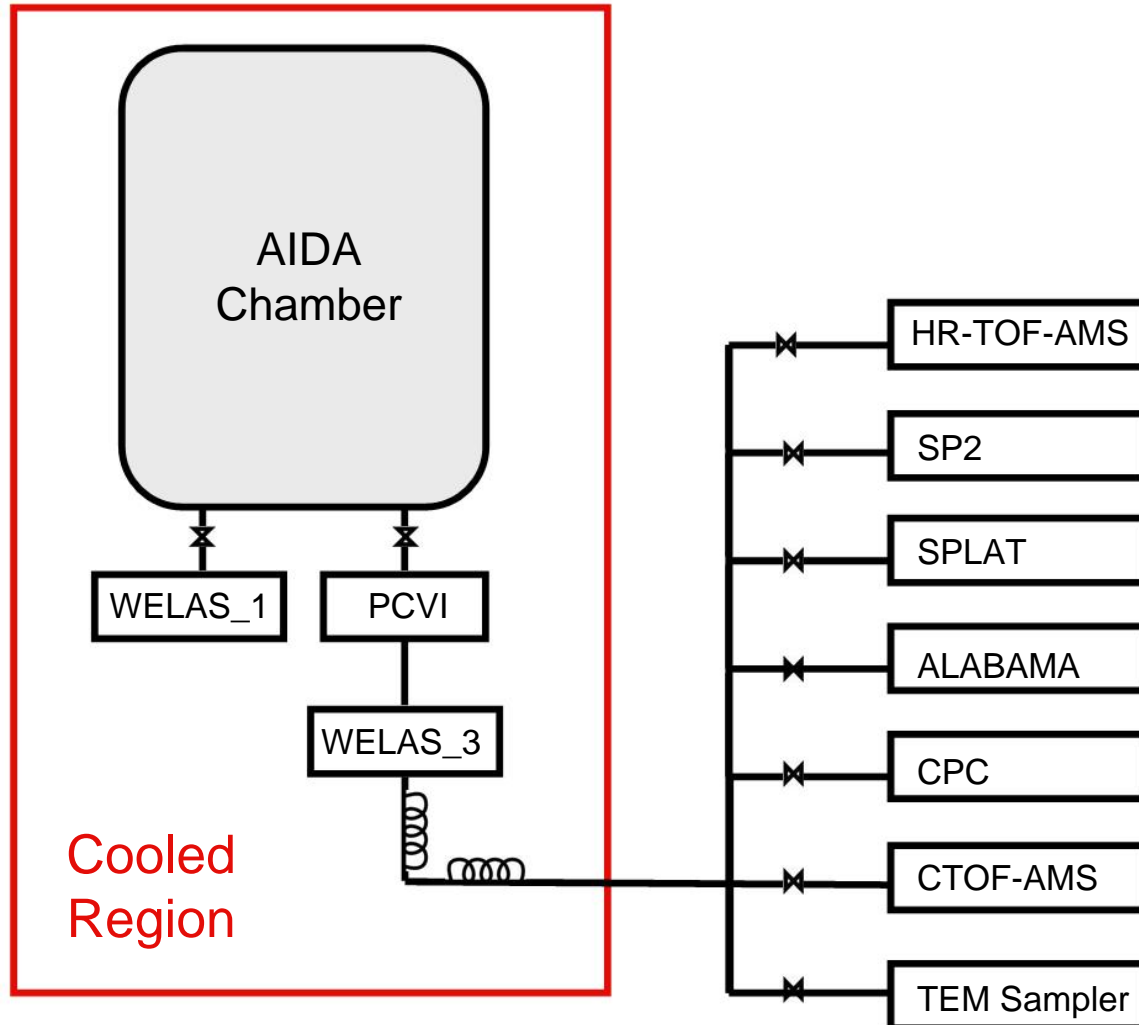 AIDA
Chamber
WELAS_1
PCVI
WELAS_3
Cooled
Region
HR-TOF-AMS
SP2
SPLAT
ALABAMA
CPC
CTOF-AMS
TEM Sampler